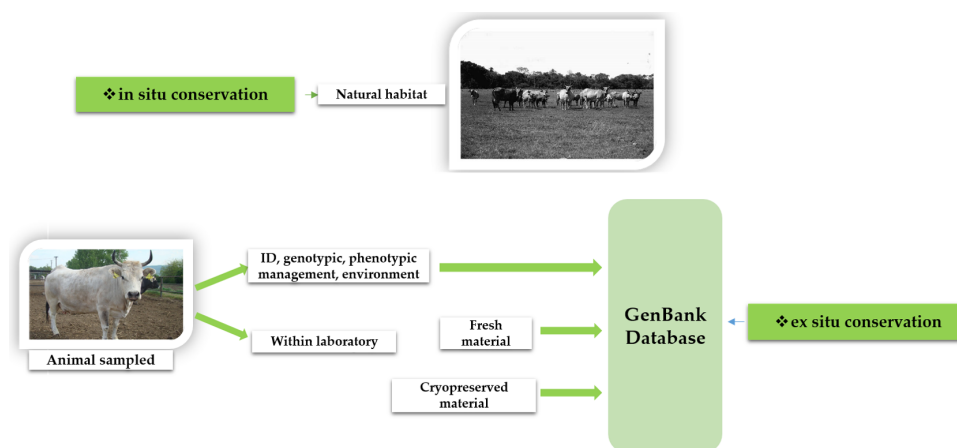 ❖in situ conservation
Natural habitat
ID, genotypic, phenotypic
management, environment
Within laboratory
Animal sampled
Fresh
material
Cryopreserved
material
GenBank
Database
❖ex situ conservation